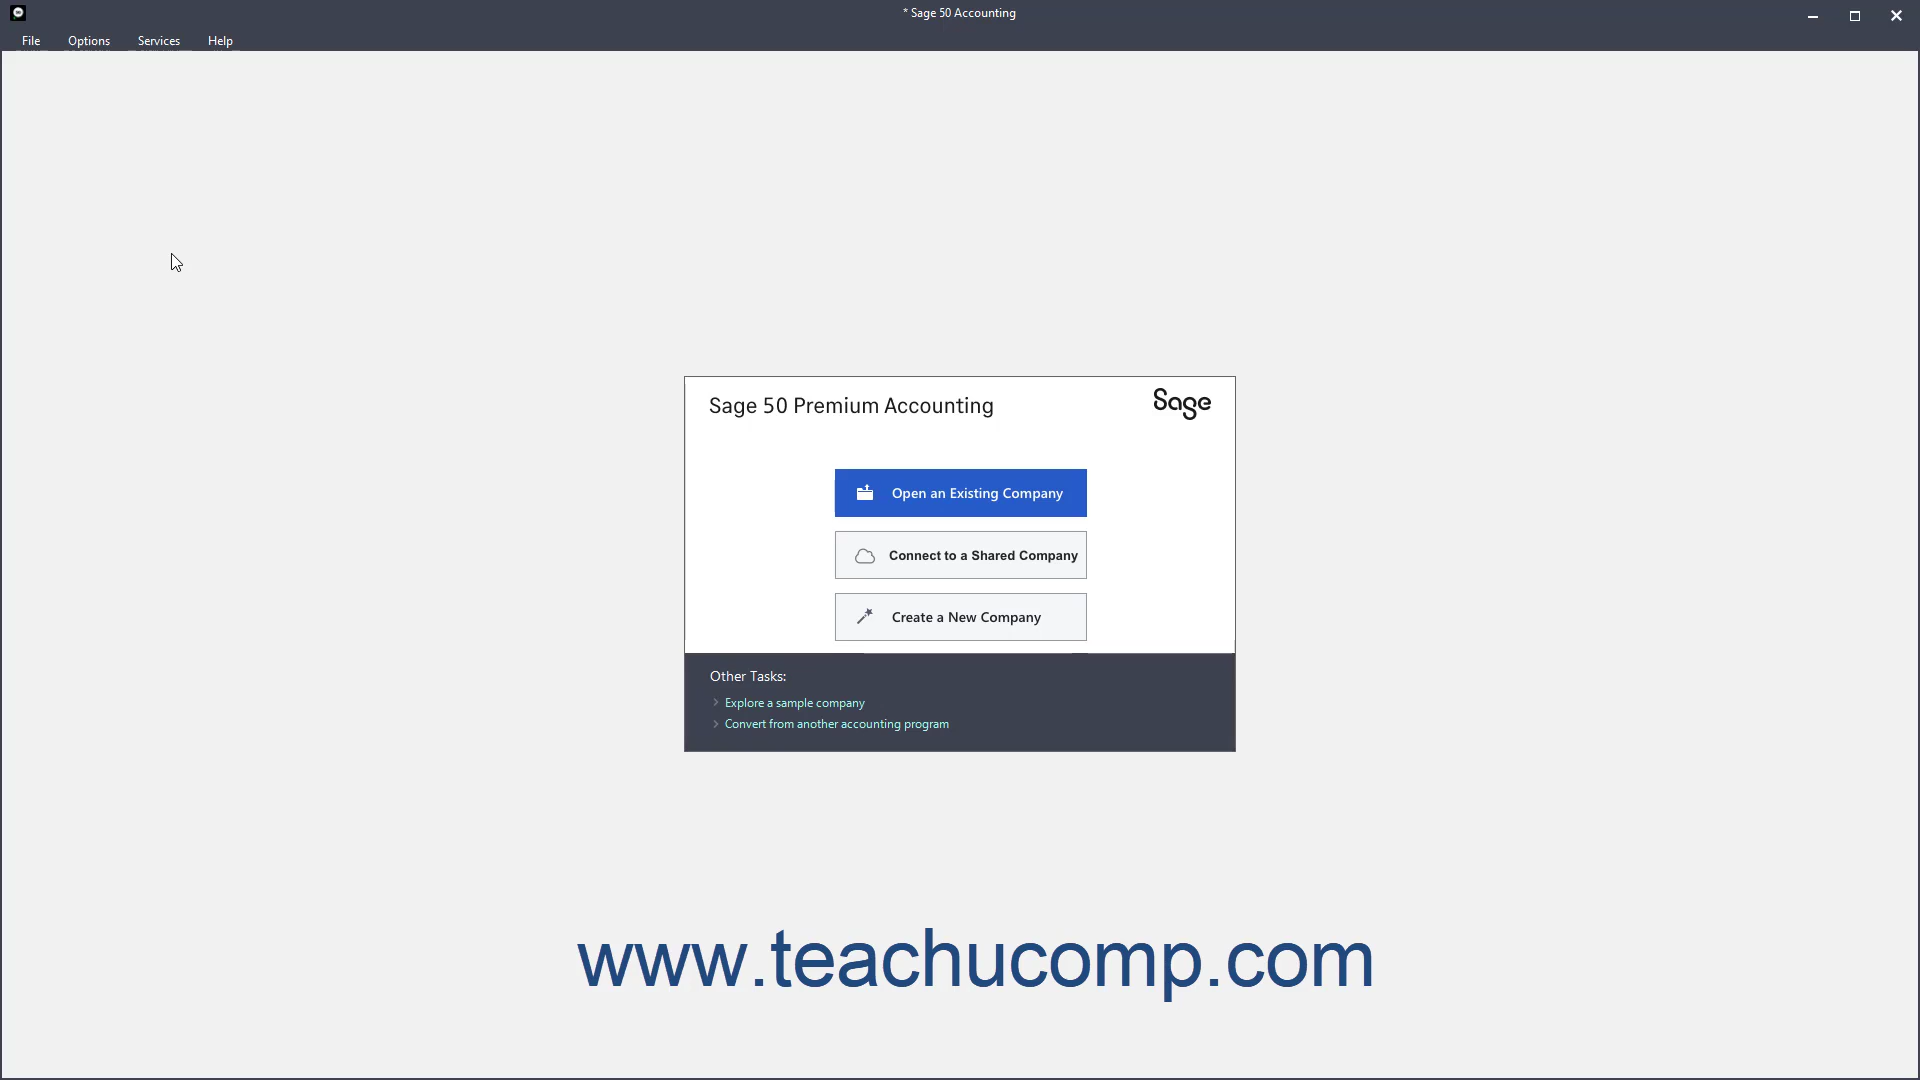 * Sage 50 Accounting
File Options Services Help
Sage 50 Premium Accounting Sage
Open an Existing Company
Connect to a Shared Company
Create a New Company
Other Tasks:
Explore a sample company
Convert from another accounting program
www.teachucomp.com